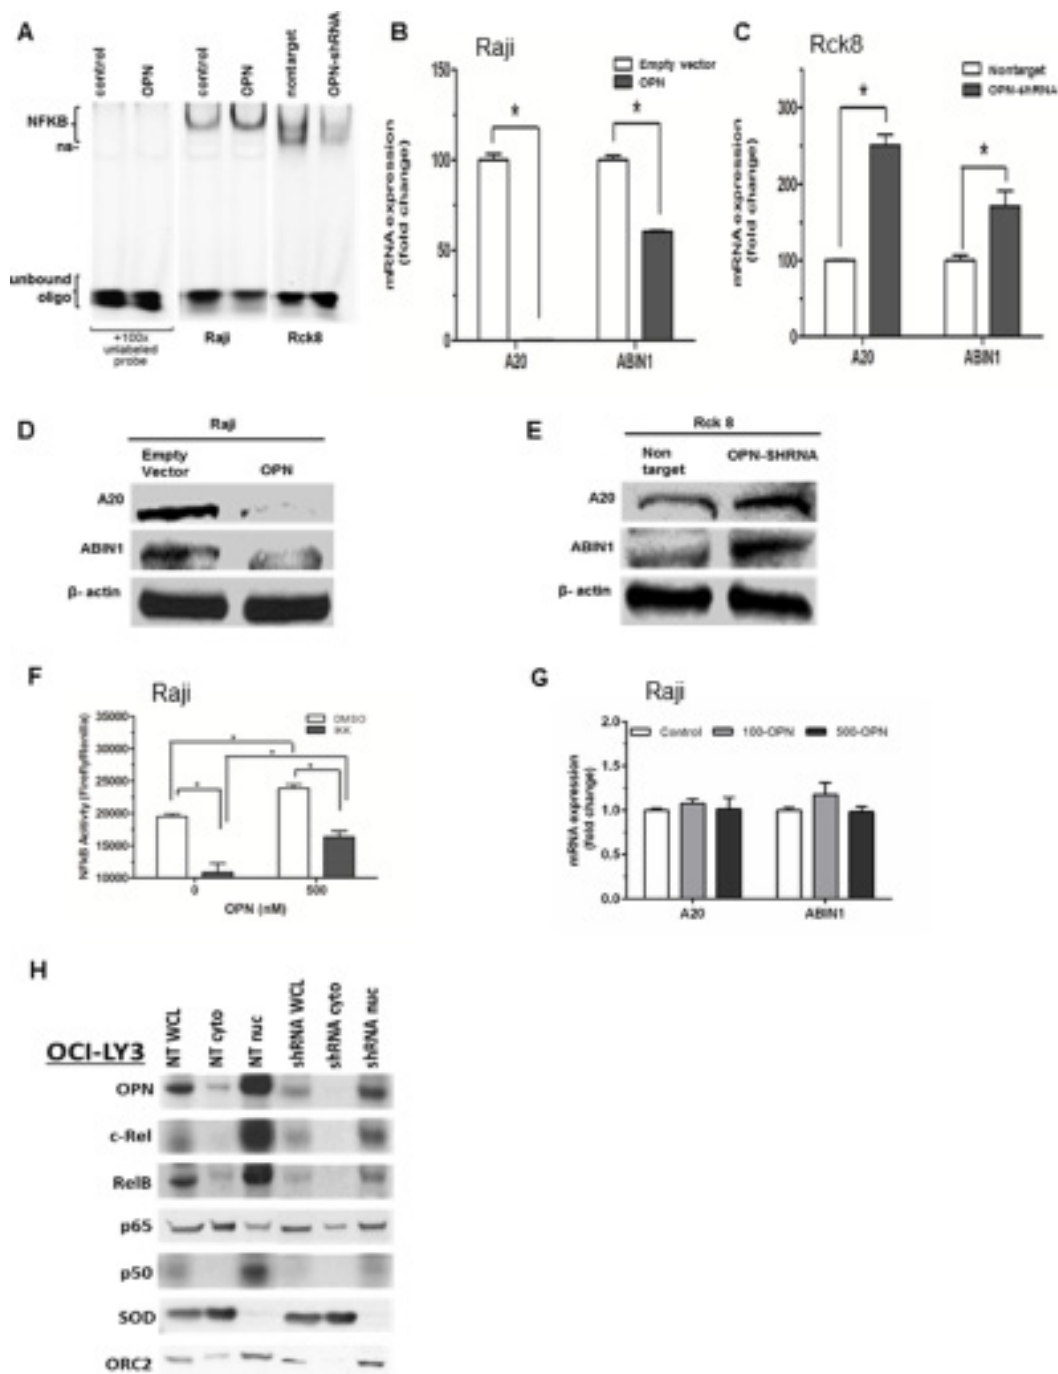 A
control
OPN
control
OPN
nontarget
OPN-shRNA
NFKB
ns-
unbound
oligo
+100x
unlabeled
probe
Raji
Rck8
B
Raji
Empty vector
OPN
mRNA expression
(fold change)
150
100
50
0
*
*
A20
ABIN1
C
Rck8
Nontarget
OPN-shRNA
mRNA expression
(fold change)
300
200
100
0
*
*
A20
ABIN1
D
Raji
Empty
Vector
OPN
A20
ABIN1
β- actin
E
Rck 8
Non
target
OPN-SHRNA
A20
ABIN1
β- actin
F
Raji
DMSO
IKK
NFkB Acitivty (Firefly/Renilla)
35000
30000
25000
20000
15000
10000
*
*
*
*
0
500
OPN (nM)
G
Raji
Control
100-OPN
500-OPN
mRNA expression
(fold change)
2.0
1.5
1.0
0.5
0.0
A20
ABIN1
H
OCI-LY3
NT WCL
NT cyto
NT nuc
shRNA WCL
shRNA cyto
shRNA nuc
OPN
c-Rel
RelB
p65
p50
SOD
ORC2